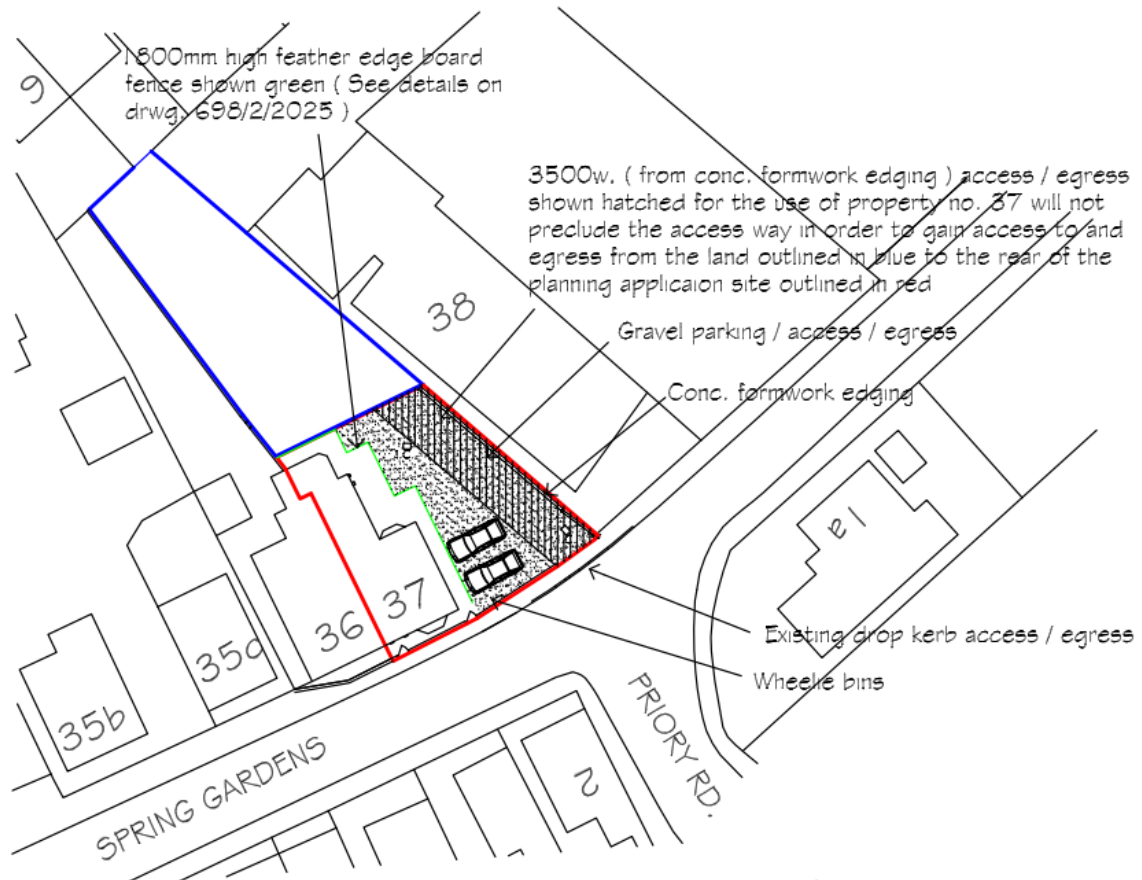 1800mm high feather edge board
fence shown green ( See details on
drwg. 698/2/2025 )
9
3500w. ( from conc. formwork edging ) access / egress
shown hatched for the use of property no. 37 will not
preclude the access way in order to gain access to and
egress from the land outlined in blue to the rear of the
planning applicaion site outlined in red
38
Gravel parking / access / egress
Conc. formwork edging
1a
37
36
35a
35b
Existing drop kerb access / egress
Wheelie bins
PRIORY RD.
SPRING GARDENS
2